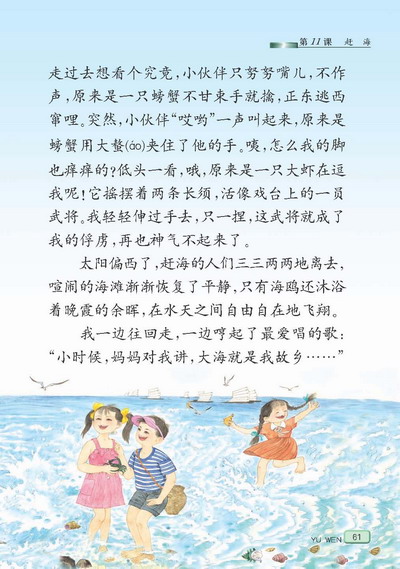 第11课 赶海
走过去想看个究竟，小伙伴只努努嘴儿，不作
声，原来是一只螃蟹不甘束手就擒，正东逃西
窜哩。突然，小伙伴“哎哟”一声叫起来，原来是
螃蟹用大螯(áo)夹住了他的手。咦，怎么我的脚
也痒痒的？低头一看，哦，原来是一只大虾在逗
我呢！它摇摆着两条长须，活像戏台上的一员
武将。我轻轻伸过手去，只一捏，这武将就成了
我的俘虏，再也神气不起来了。
太阳偏西了，赶海的人们三三两两地离去，
喧闹的海滩渐渐恢复了平静，只有海鸥还沐浴
着晚霞的余晖，在水天之间自由自在地飞翔。
我一边往回走，一边哼起了最爱唱的歌：
“小时候，妈妈对我讲，大海就是我故乡……”
YU WEN 61